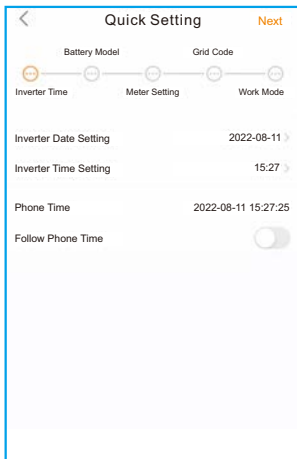 Quick Setting Next
Battery Model Grid Code
Inverter Time Meter Setting Work Mode
Inverter Date Setting 2022-08-11
Inverter Time Setting 15:27
Phone Time 2022-08-11 15:27:25
Follow Phone Time